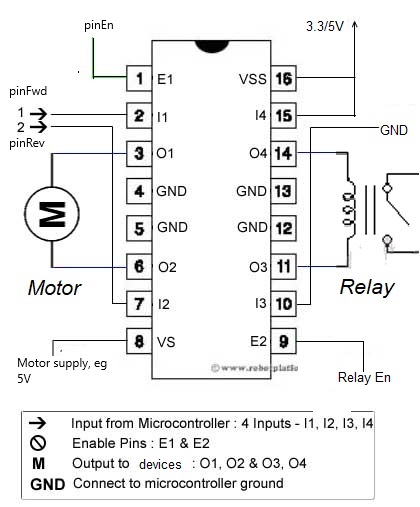 pinEn
3.3/5V
1 E1
VSS 16
pinFwd
1
2 I1
I4 15
2
GND
pinRev
3 O1
O4 14
4 GND
GND 13
M
5 GND
GND 12
6 O2
O3 11
Motor
Relay
7 I2
I3 10
8 VS
E2 9
Motor supply, eg
5V
Relay En
Input from Microcontroller : 4 Inputs - I1, I2, I3, I4
Enable Pins : E1 & E2
M Output to devices : O1, O2 & O3, O4
GND Connect to microcontroller ground